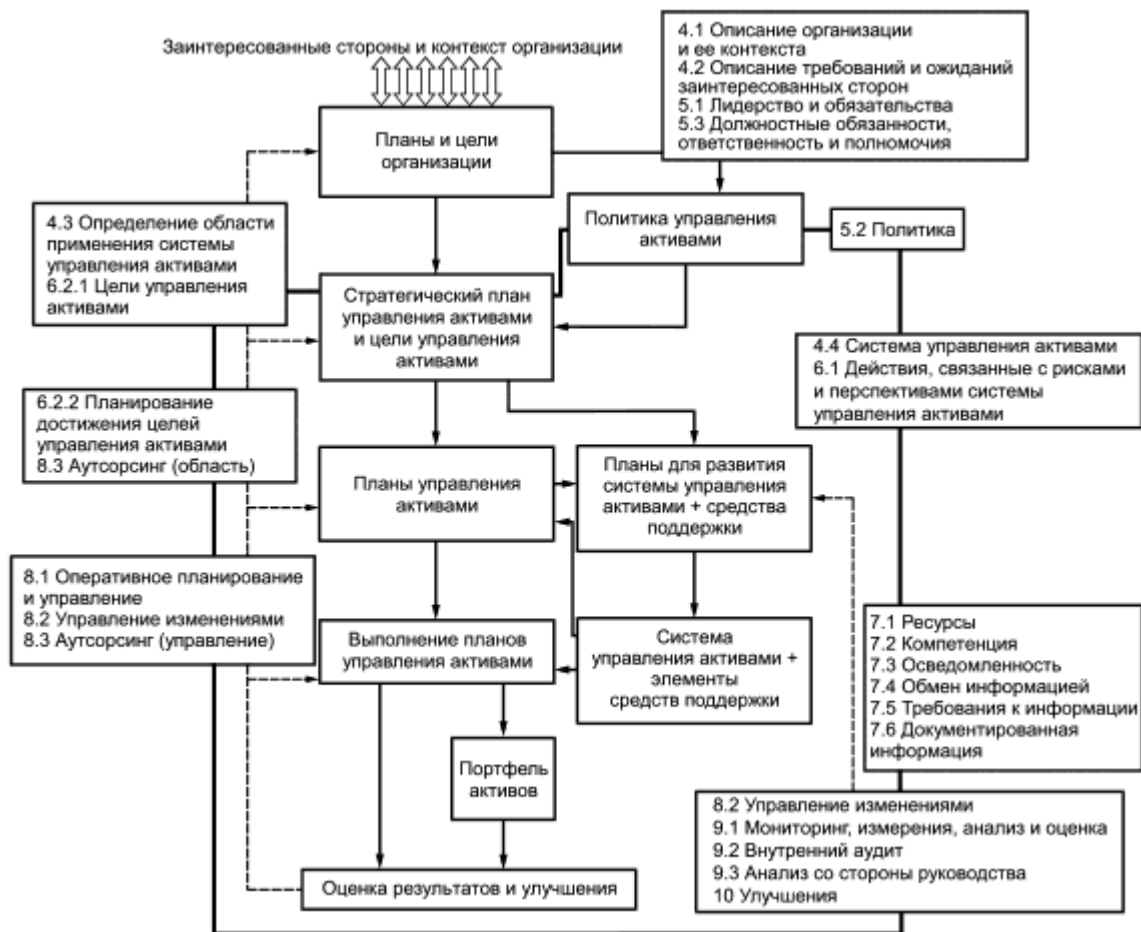 Заинтересованные стороны и контекст организации
4.1 Описание организации
и ее контекста
4.2 Описание требований и ожиданий
заинтересованных сторон
5.1 Лидерство и обязательства
5.3 Должностные обязанности,
ответственность и полномочия
Планы и цели
организации
4.3 Определение области
применения системы
управления активами
6.2.1 Цели управления
активами
Политика управления
активами
5.2 Политика
Стратегический план
управления активами
и цели управления
активами
4.4 Система управления активами
6.1 Действия, связанные с рисками
и перспективами системы
управления активами
6.2.2 Планирование
достижения целей
управления активами
8.3 Аутсорсинг (область)
Планы управления
активами
Планы для развития
системы управления
активами + средства
поддержки
8.1 Оперативное планирование
и управление
8.2 Управление изменениями
8.3 Аутсорсинг (управление)
Выполнение планов
управления активами
Система
управления активами +
элементы
средств поддержки
7.1 Ресурсы
7.2 Компетенция
7.3 Осведомленность
7.4 Обмен информацией
7.5 Требования к информации
7.6 Документированная
информация
Портфель
активов
8.2 Управление изменениями
9.1 Мониторинг, измерения, анализ и оценка
9.2 Внутренний аудит
9.3 Анализ со стороны руководства
10 Улучшения
Оценка результатов и улучшения